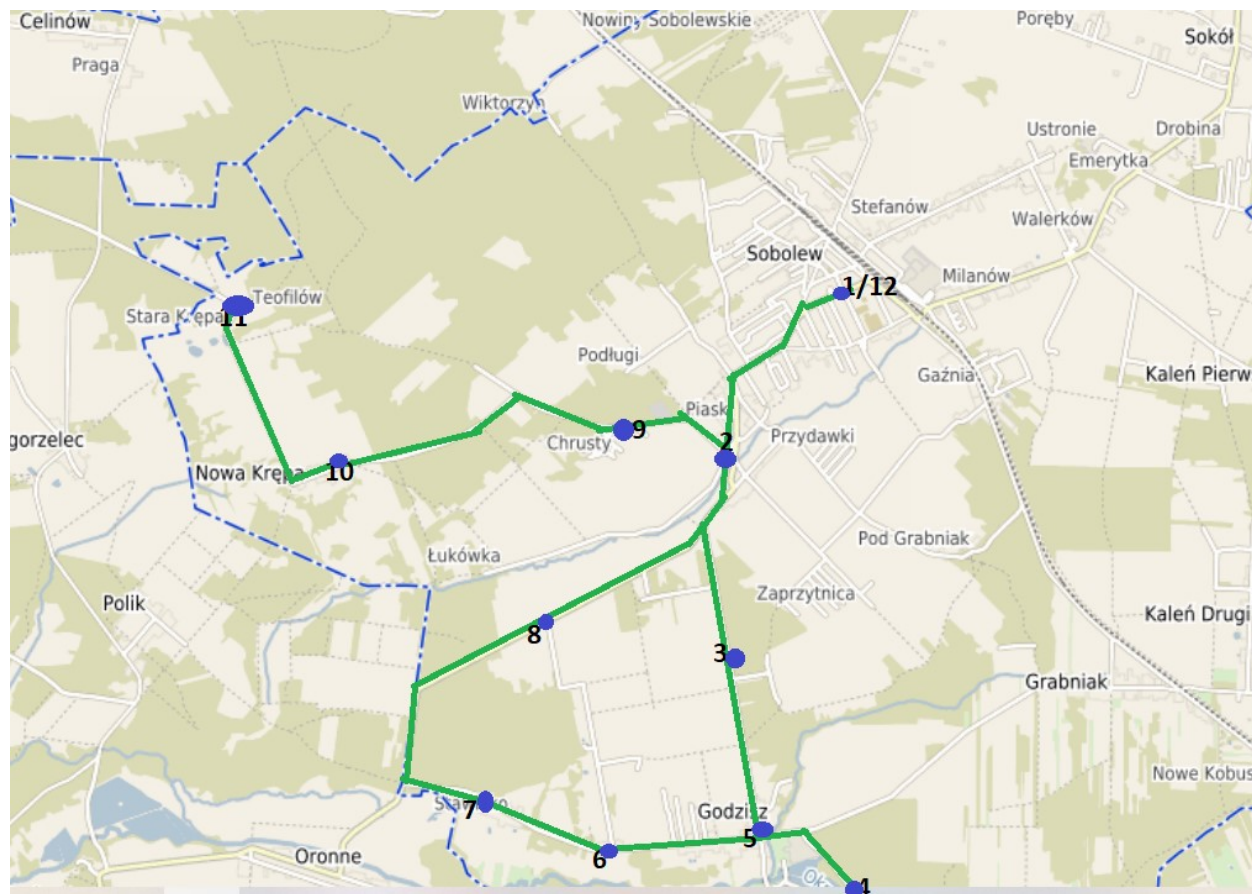 Celinów
Nowiny Sobolewskie
Poręby
Sokół
Praga
Wiktorzyn
Ustronie
Drobina
Emerytka
Stefanów
Walerków
Sobolew
Milanów
1/12
Teofilów
Stara Krępa
11
Podługi
Gaźnia
Kaleń Pierw
Piask
Chrusty
9
2
Przydawki
gorzelec
Nowa Krępa
10
Pod Grabniak
Łukówka
Zaprzytnica
Polik
Kaleń Drugi
8
3
Grabniak
Nowe Kobus
7
Godzisz
5
6
Oronne
4